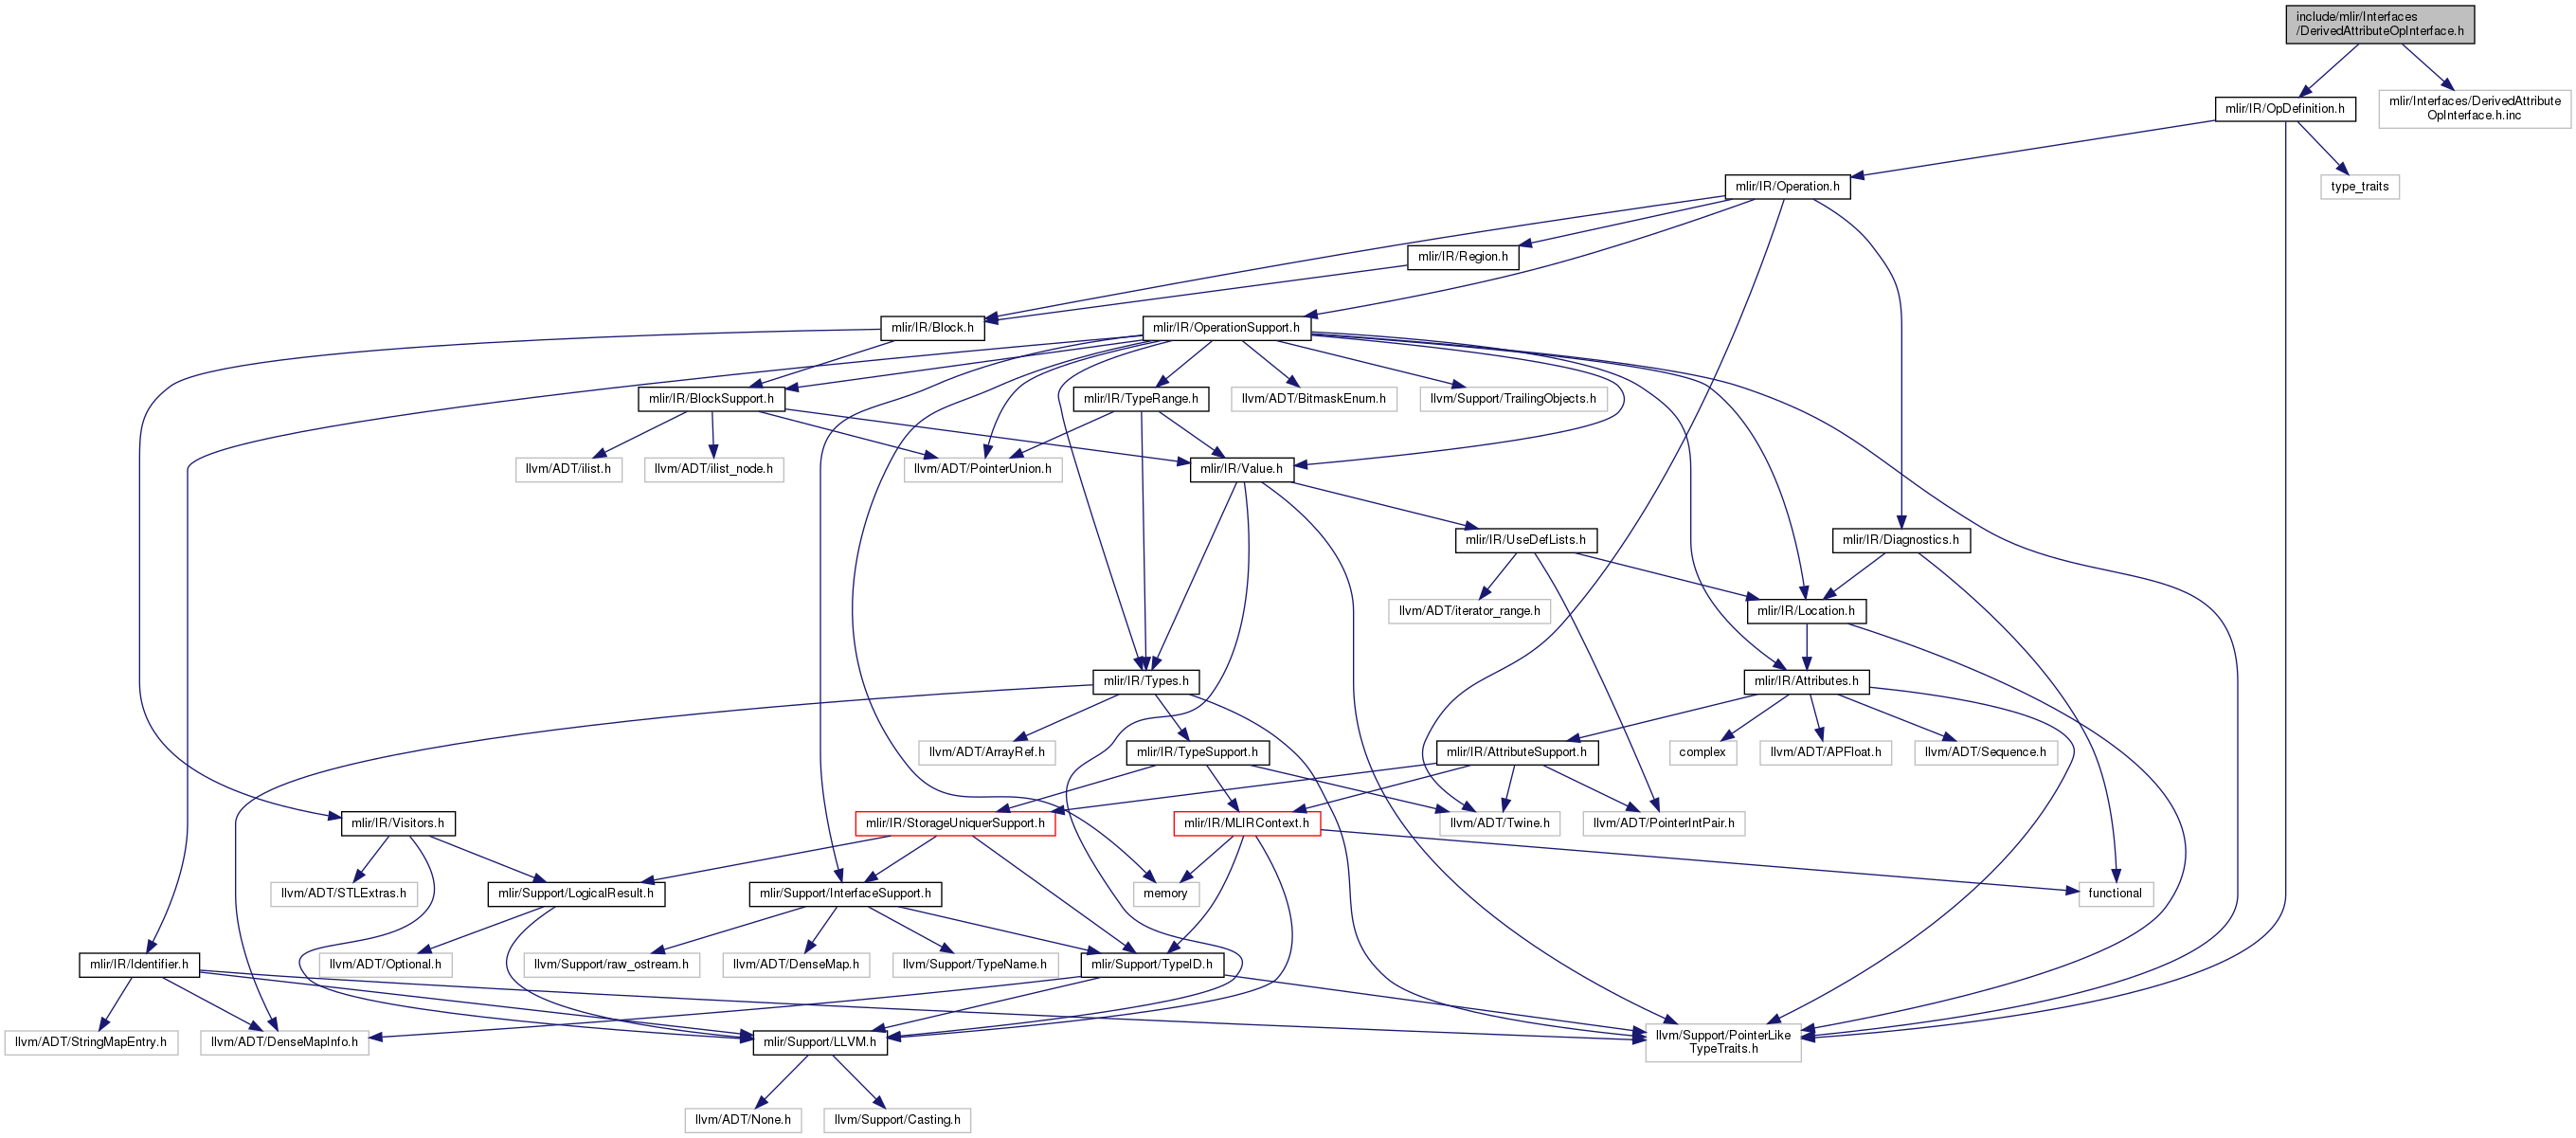 include/mlir/Interfaces
/DerivedAttributeOpInterface.h
mlir/IR/OpDefinition.h
mlir/Interfaces/DerivedAttribute
OpInterface.h.inc
mlir/IR/Operation.h
type_traits
mlir/IR/Region.h
mlir/IR/Block.h
mlir/IR/OperationSupport.h
mlir/IR/BlockSupport.h
mlir/IR/TypeRange.h
llvm/ADT/BitmaskEnum.h
llvm/Support/TrailingObjects.h
llvm/ADT/ilist.h
llvm/ADT/ilist_node.h
llvm/ADT/PointerUnion.h
mlir/IR/Value.h
mlir/IR/UseDefLists.h
mlir/IR/Diagnostics.h
llvm/ADT/iterator_range.h
mlir/IR/Location.h
mlir/IR/Types.h
mlir/IR/Attributes.h
llvm/ADT/ArrayRef.h
mlir/IR/TypeSupport.h
mlir/IR/AttributeSupport.h
complex
llvm/ADT/APFloat.h
llvm/ADT/Sequence.h
mlir/IR/Visitors.h
mlir/IR/StorageUniquerSupport.h
mlir/IR/MLIRContext.h
llvm/ADT/Twine.h
llvm/ADT/PointerIntPair.h
llvm/ADT/STLExtras.h
mlir/Support/LogicalResult.h
mlir/Support/InterfaceSupport.h
memory
functional
mlir/IR/Identifier.h
llvm/ADT/Optional.h
llvm/Support/raw_ostream.h
llvm/ADT/DenseMap.h
llvm/Support/TypeName.h
mlir/Support/TypeID.h
llvm/ADT/StringMapEntry.h
llvm/ADT/DenseMapInfo.h
mlir/Support/LLVM.h
llvm/Support/PointerLike
TypeTraits.h
llvm/ADT/None.h
llvm/Support/Casting.h